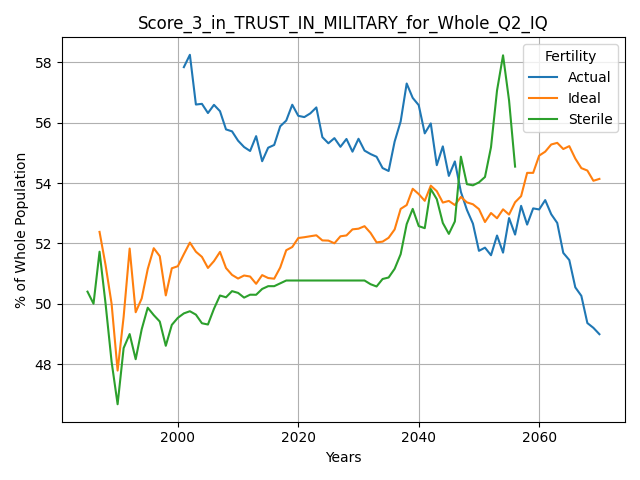 Score_3_in_TRUST_IN_MILITARY_for_Whole_Q2_IQ
Fertility
Actual
Ideal
Sterile
% of Whole Population
58
56
54
52
50
48
2000
2020
2040
2060
Years